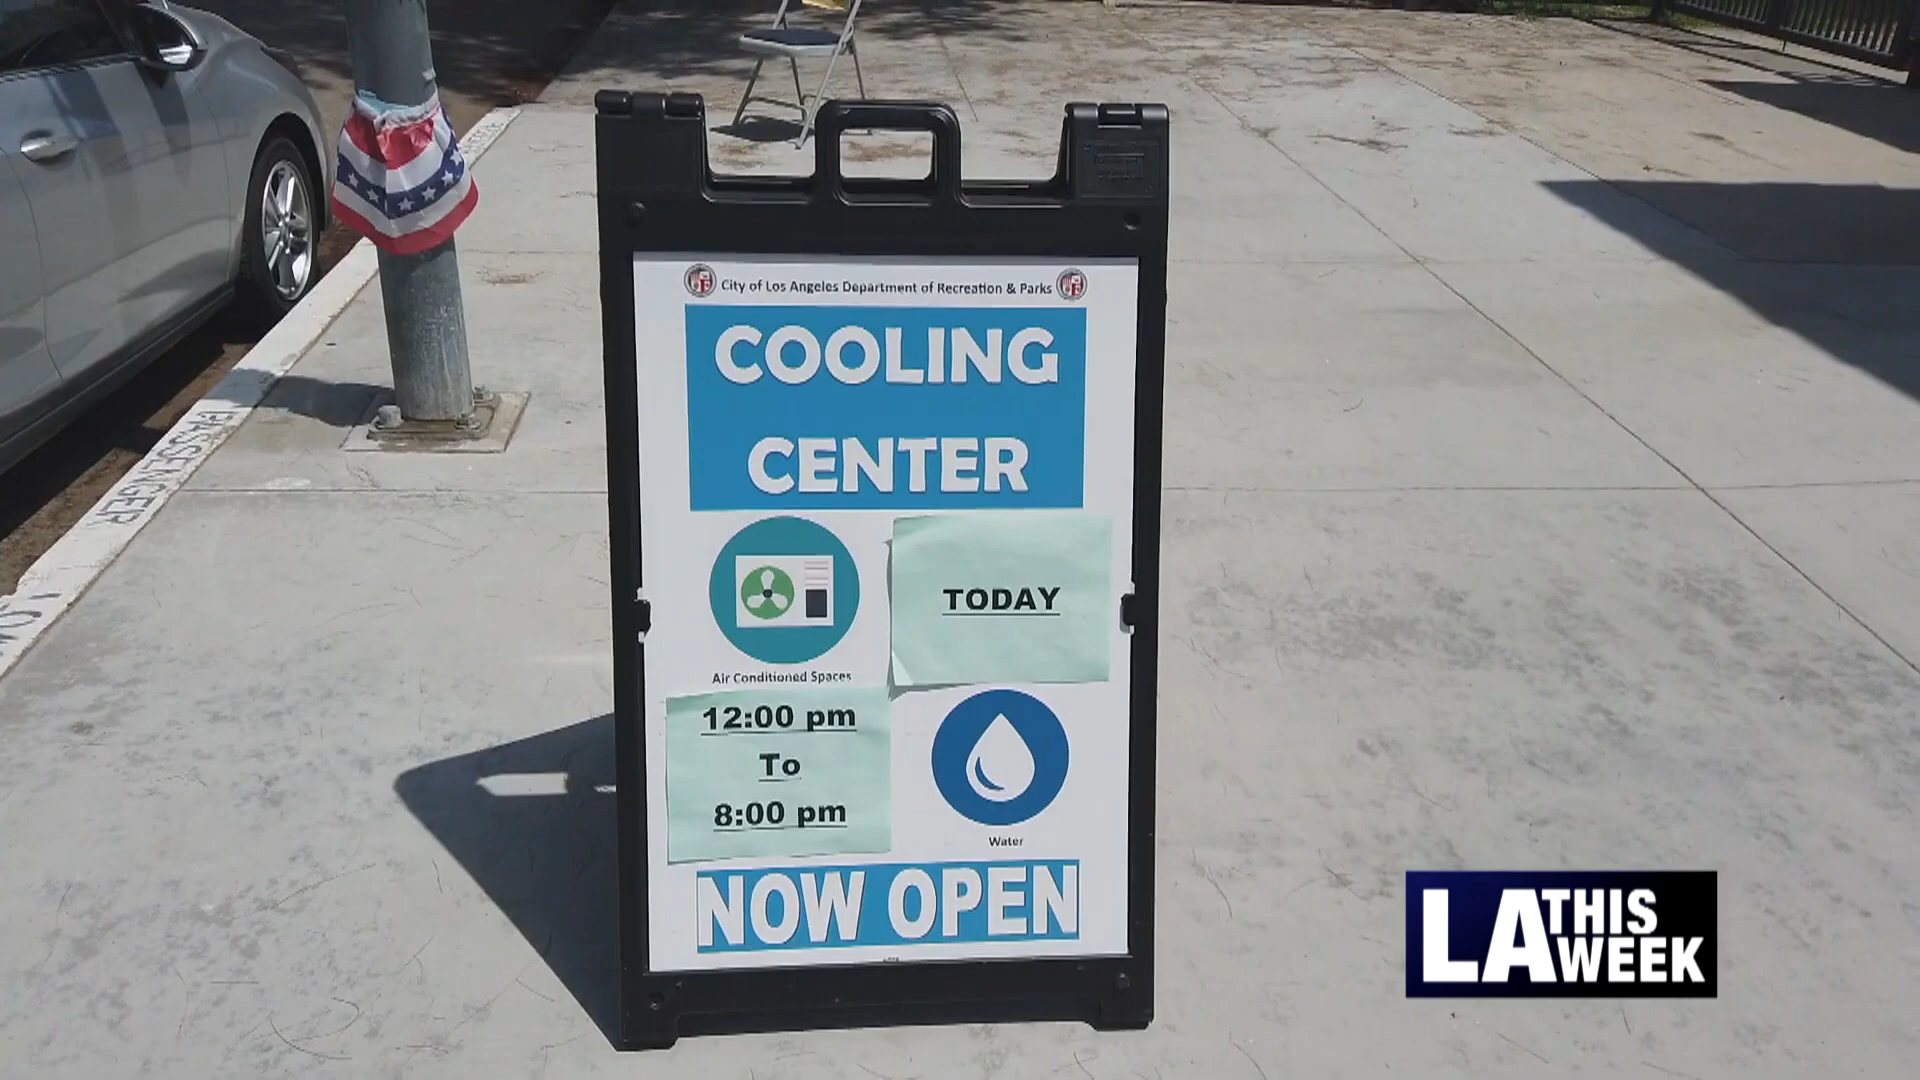 City of Los Angeles Department of Recreation & Parks
COOLING
CENTER
TODAY
Air Conditioned Spaces
12:00 pm
To
8:00 pm
Water
NOW OPEN
PASSENGER
LA THIS
WEEK